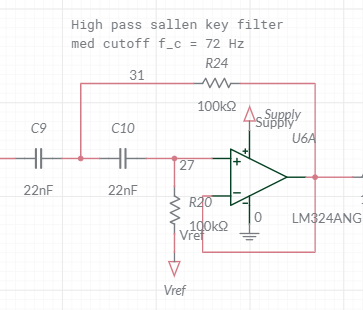 High pass sallen key filter
med cutoff f_c = 72 Hz
R24
31
100kΩ
Supply
Supply
C9
C10
U6A
27
22nF
22nF
R20
100kΩ
0
LM324ANG
Vref
Vref